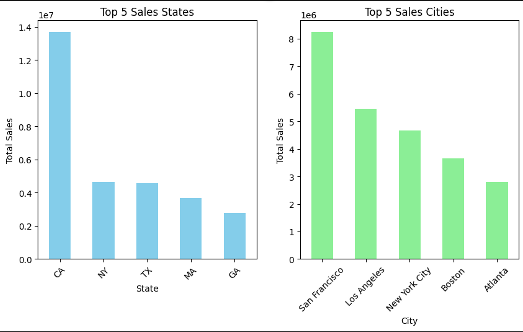 Top 5 Sales States
1e7
1.4
1.2
1.0
0.8
0.6
0.4
0.2
0.0
Total Sales
CA
NY
TX
MA
GA
State
Top 5 Sales Cities
1e6
8
7
6
5
4
3
2
1
0
Total Sales
San Francisco
Los Angeles
New York City
Boston
Atlanta
City